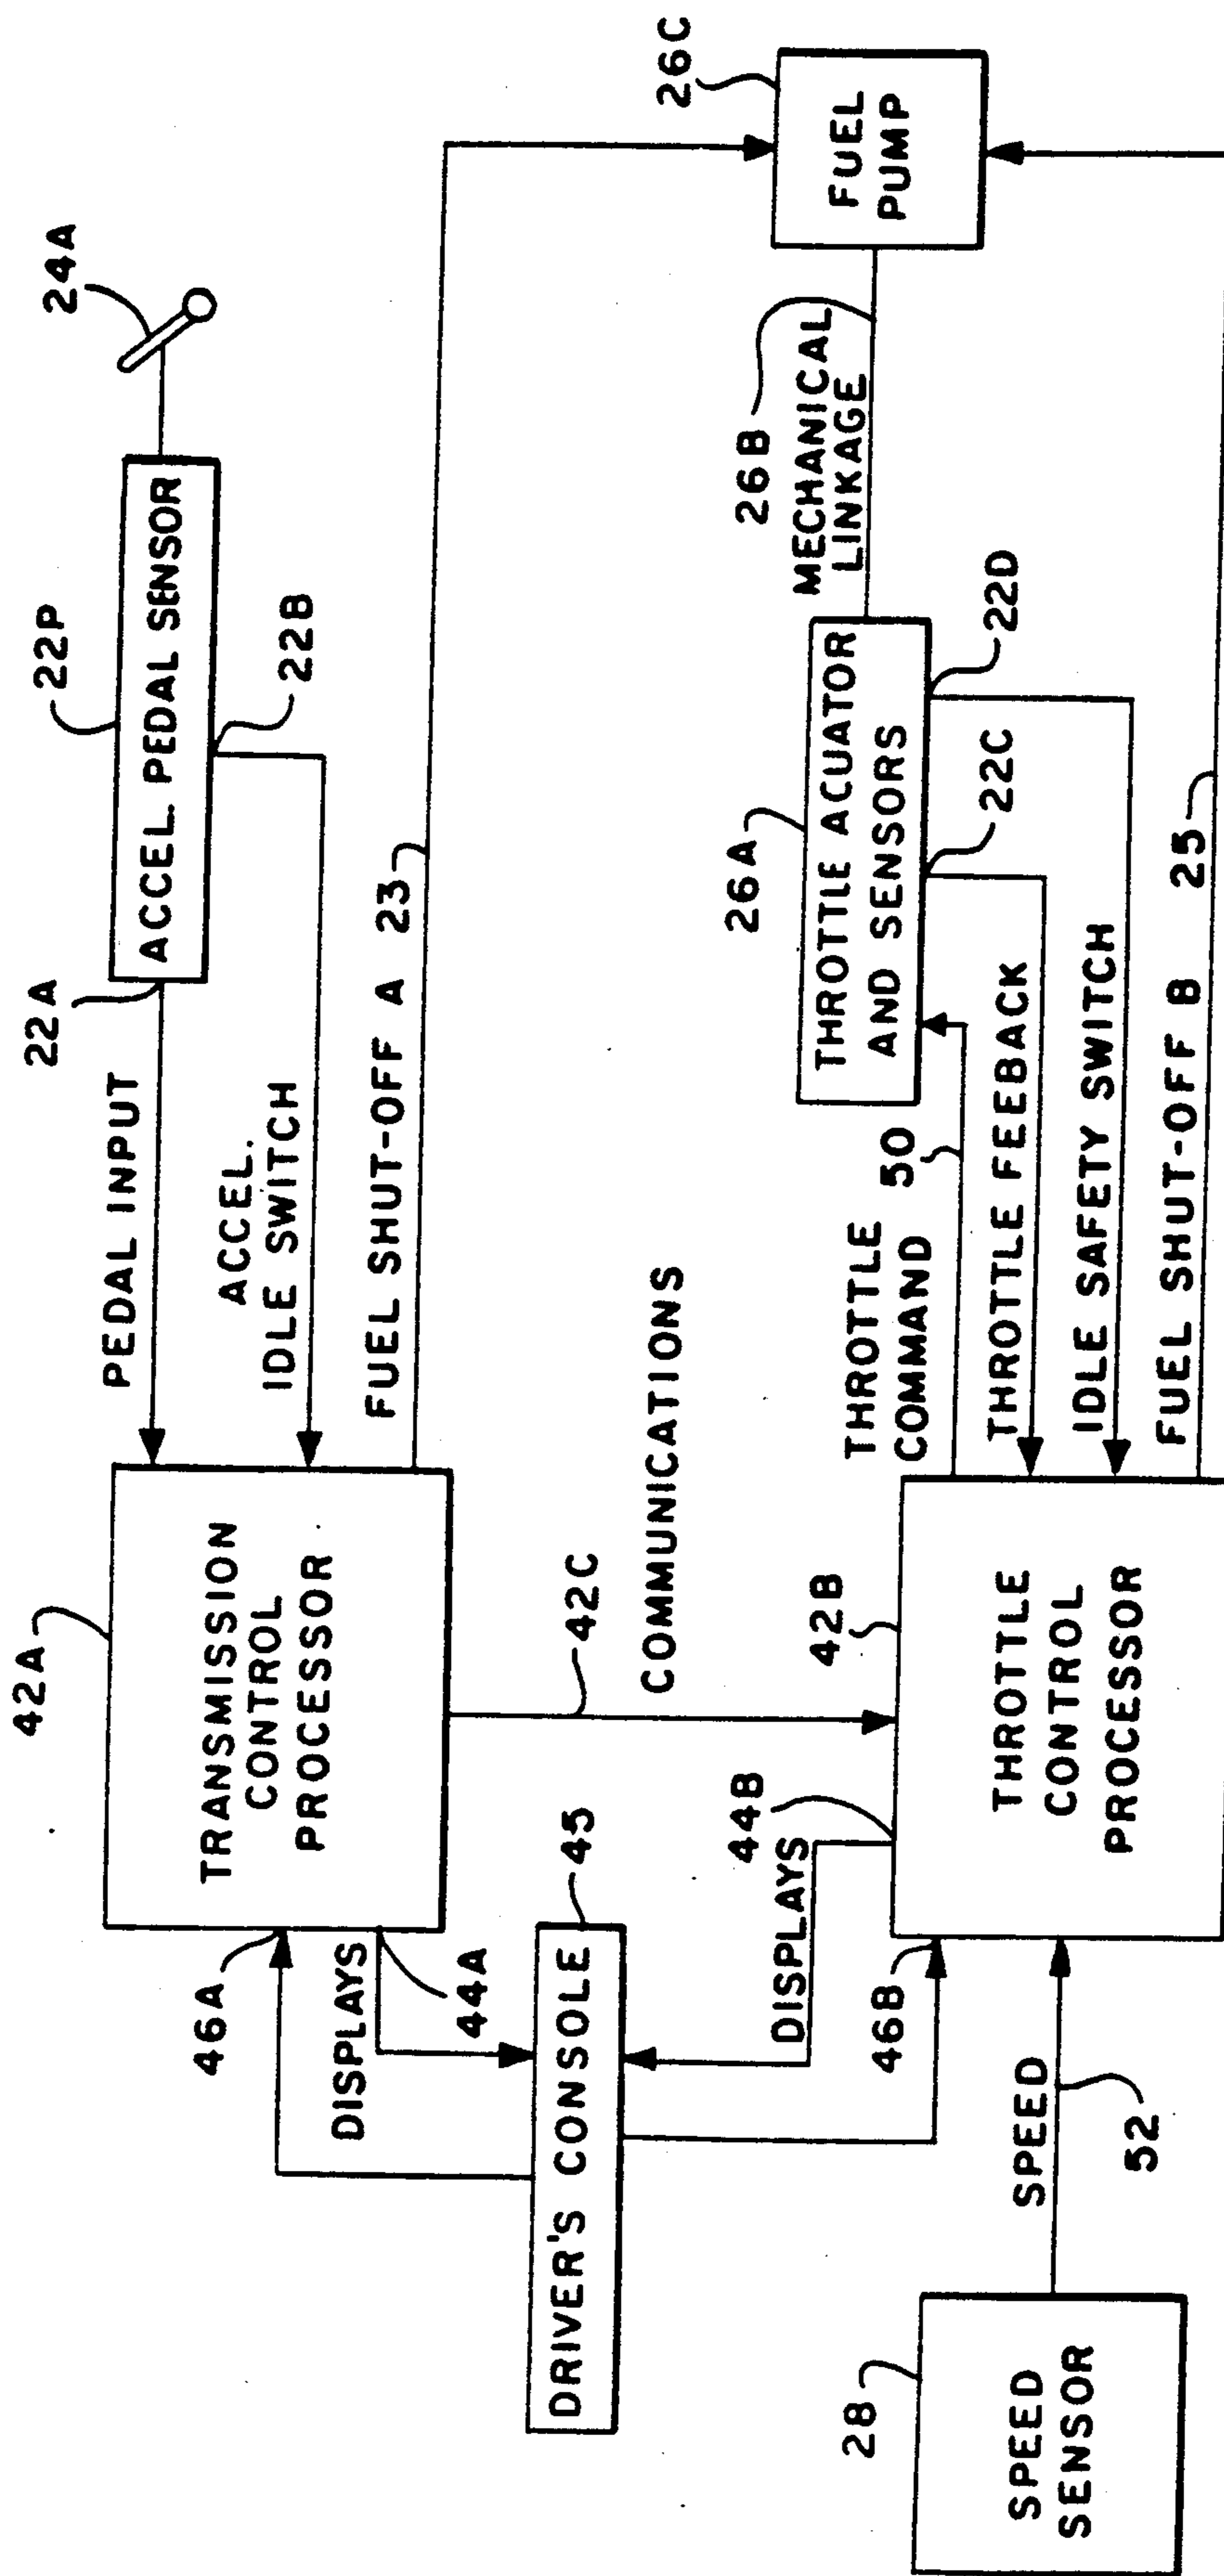 42A
TRANSMISSION
CONTROL
PROCESSOR
46A
DISPLAYS
44A
PEDAL INPUT
22A
22P
ACCEL. PEDAL SENSOR
24A
22B
ACCEL.
IDLE SWITCH
FUEL SHUT-OFF A
23
DRIVER'S CONSOLE
45
42C
COMMUNICATIONS
DISPLAYS
44B
42B
46B
THROTTLE
CONTROL
PROCESSOR
28
SPEED
SENSOR
SPEED
52
THROTTLE
COMMAND
50
THROTTLE FEEBACK
IDLE SAFETY SWITCH
FUEL SHUT-OFF B
25
26A
THROTTLE ACUATOR
AND SENSORS
22C
22D
26B
MECHANICAL
LINKAGE
26C
FUEL
PUMP